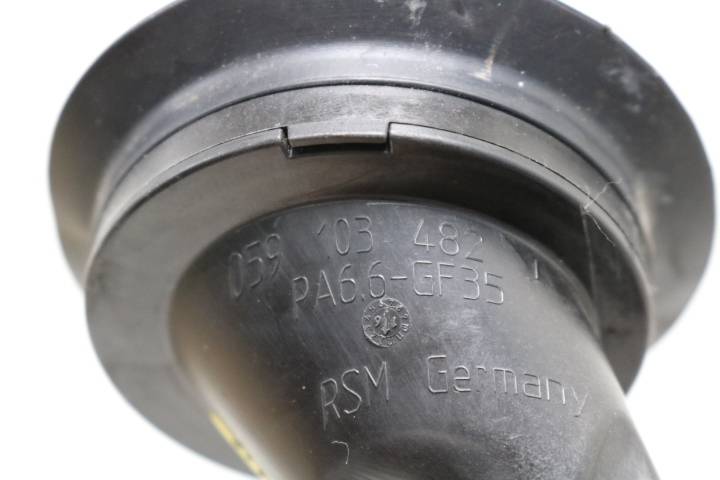 059 103 482
PA6.6-GF35
RSM Germany